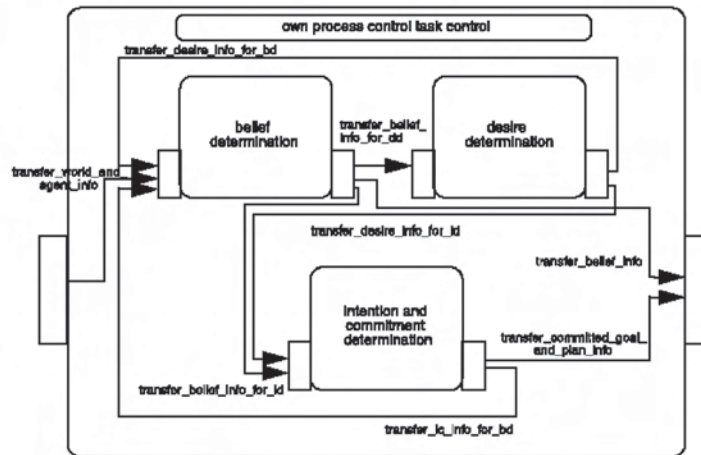 own process control task control
transfer_desire_info_for_bd
belief
determination
transfer_belief_
info_for_dd
desire
determination
transfer_world_and
agent_info
transfer_desire_info_for_id
transfer_belief_info
intention and
commitment
determination
transfer_committed_goal_
and_plan_info
transfer_belief_info_for_id
transfer_ic_info_for_bd